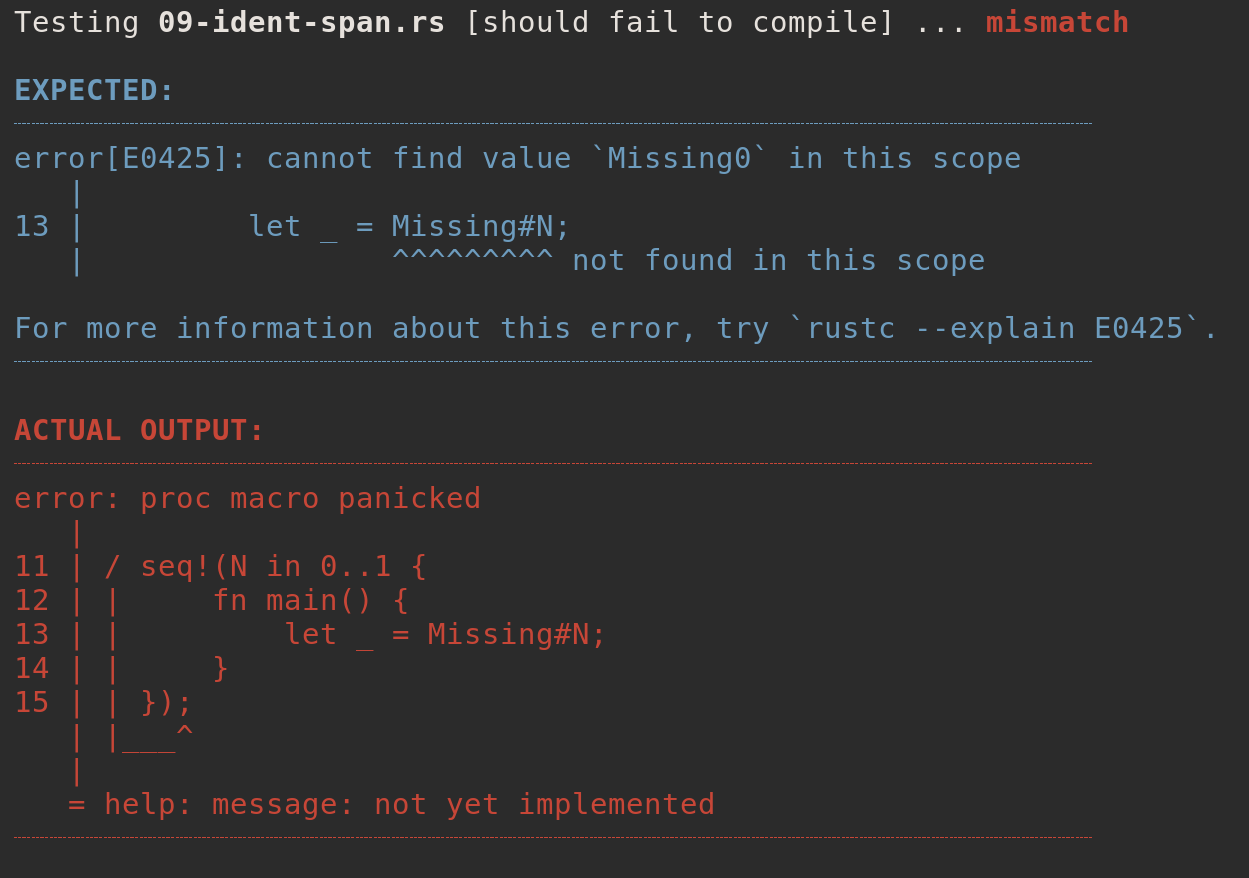 Testing 09-ident-span.rs [should fail to compile] ... mismatch
EXPECTED:
error[E0425]: cannot find value `Missing0` in this scope
   |
13 |         let _ = Missing#N;
   |                 ^^^^^^^^^ not found in this scope
For more information about this error, try `rustc --explain E0425`.
ACTUAL OUTPUT:
error: proc macro panicked
   |
11 | / seq!(N in 0..1 {
12 | |     fn main() {
13 | |         let _ = Missing#N;
14 | |     }
15 | | });
   | |___^
   |
   = help: message: not yet implemented